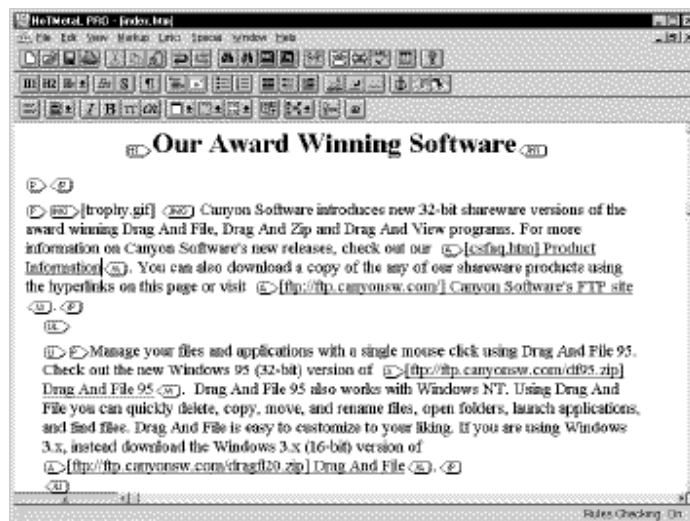 HoTMetaL PRO - [index.htm]
File Edit View Markup Links Special Window Help
H1 H2
Our Award Winning Software
[trophy.gif] Canyon Software introduces new 32-bit shareware versions of the
award winning Drag And File, Drag And Zip and Drag And View programs. For more
information on Canyon Software's new releases, check out our [csfaq.htm] Product
Information. You can also download a copy of the any of our shareware products using
the hyperlinks on this page or visit [ftp://ftp.canyonsw.com/] Canyon Software's FTP site
.
UL
Manage your files and applications with a single mouse click using Drag And File 95.
Check out the new Windows 95 (32-bit) version of [ftp://ftp.canyonsw.com/df95.zip]
Drag And File 95. Drag And File 95 also works with Windows NT. Using Drag And
File you can quickly delete, copy, move, and rename files, open folders, launch applications,
and find files. Drag And File is easy to customize to your liking. If you are using Windows
3.x, instead download the Windows 3.x (16-bit) version of
[ftp://ftp.canyonsw.com/dragfl20.zip] Drag And File.
Rules Checking On